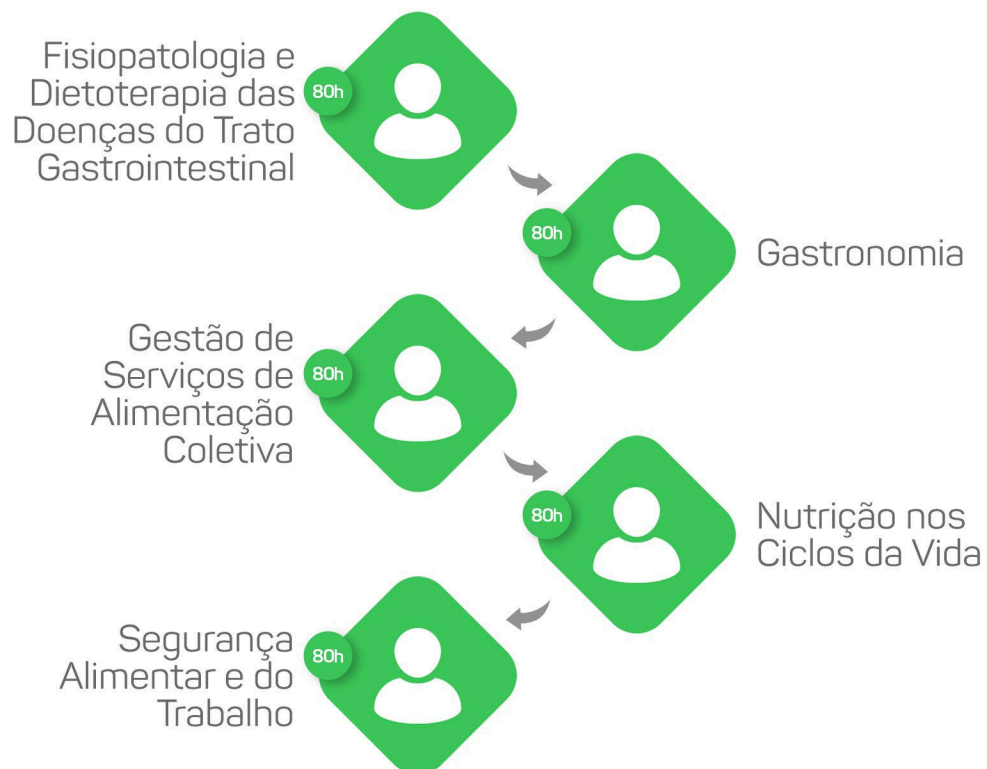 Fisiopatologia e
Dietoterapia das
Doenças do Trato
Gastrointestinal
80h
80h
Gastronomia
Gestão de
Serviços de
Alimentação
Coletiva
80h
80h
Nutrição nos
Ciclos da Vida
Segurança
Alimentar e do
Trabalho
80h